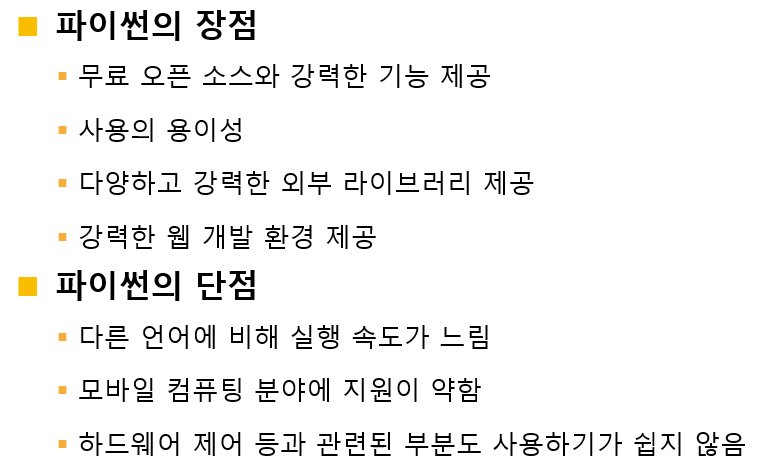 파이썬의 장점
무료 오픈 소스와 강력한 기능 제공
사용의 용이성
다양하고 강력한 외부 라이브러리 제공
강력한 웹 개발 환경 제공
파이썬의 단점
다른 언어에 비해 실행 속도가 느림
모바일 컴퓨팅 분야에 지원이 약함
하드웨어 제어 등과 관련된 부분도 사용하기가 쉽지 않음